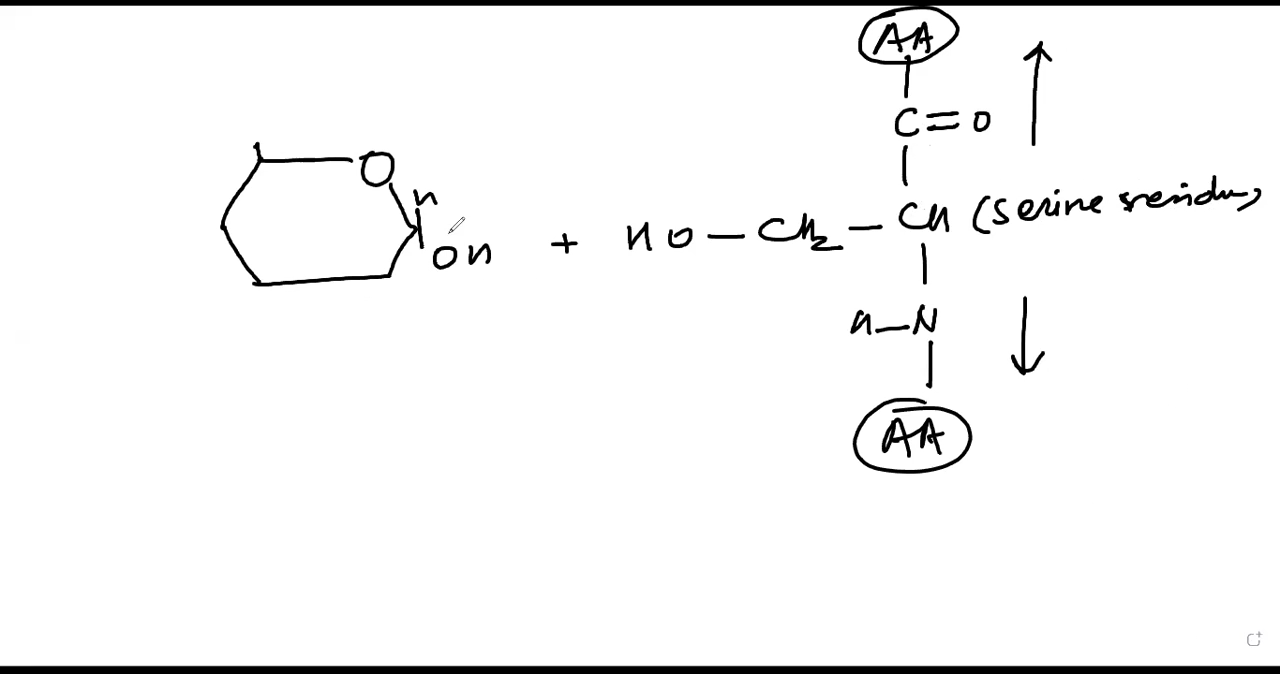 AA
C=O
O
H
OH + HO-CH2-CH (Serine residue)
H-N
AA